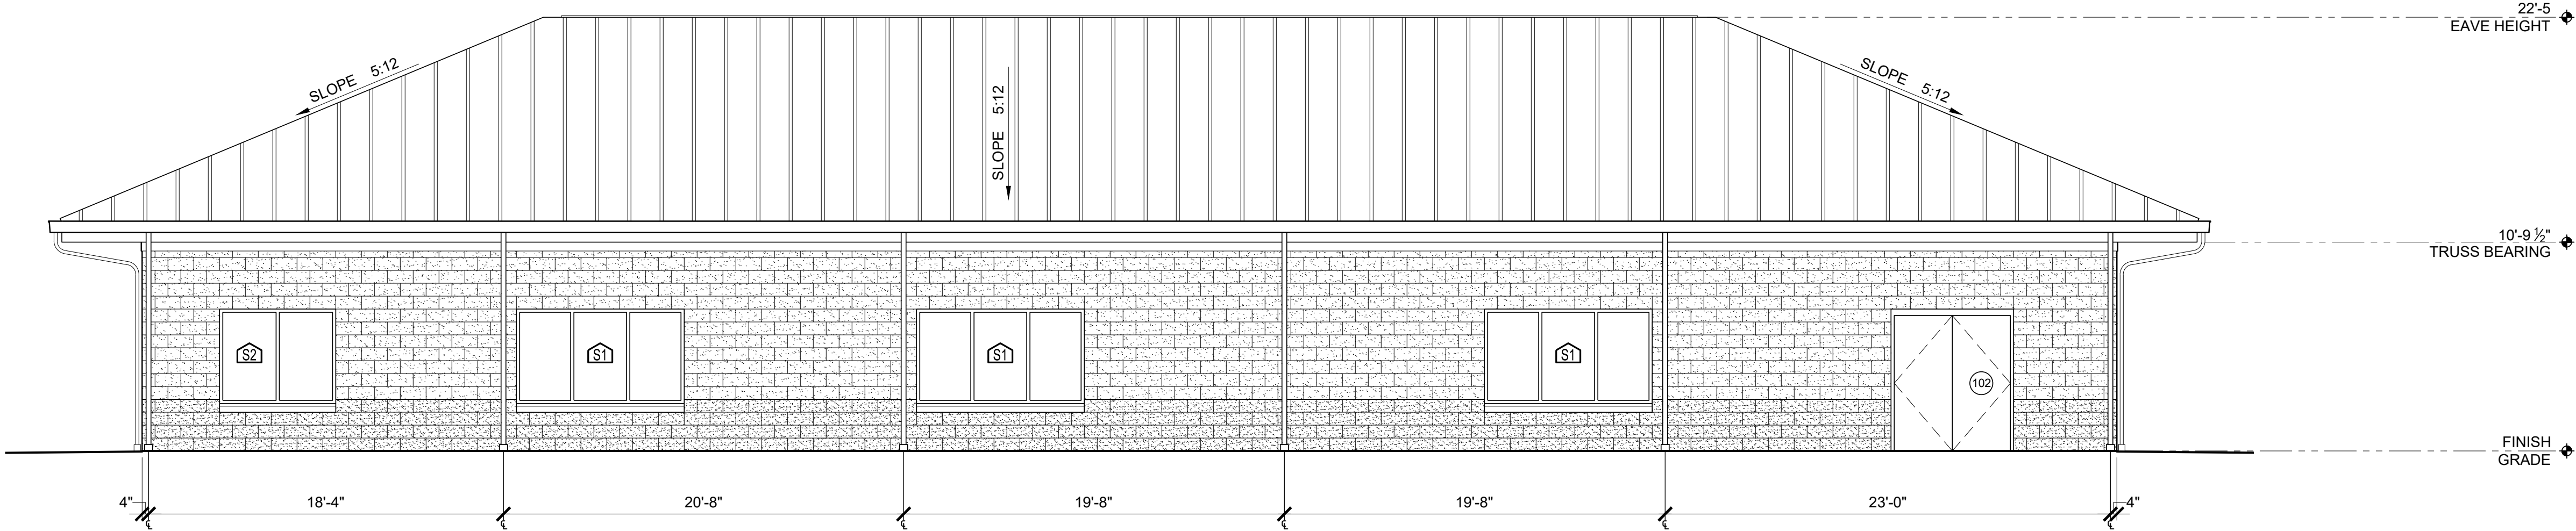 22'-5
EAVE HEIGHT
SLOPE 5:12
SLOPE 5:12
SLOPE 5:12
10'-9 ½"
TRUSS BEARING
S2
S1
S1
S1
102
FINISH
GRADE
4"
18'-4"
20'-8"
19'-8"
19'-8"
23'-0"
4"
℄
℄
℄
℄
℄
℄